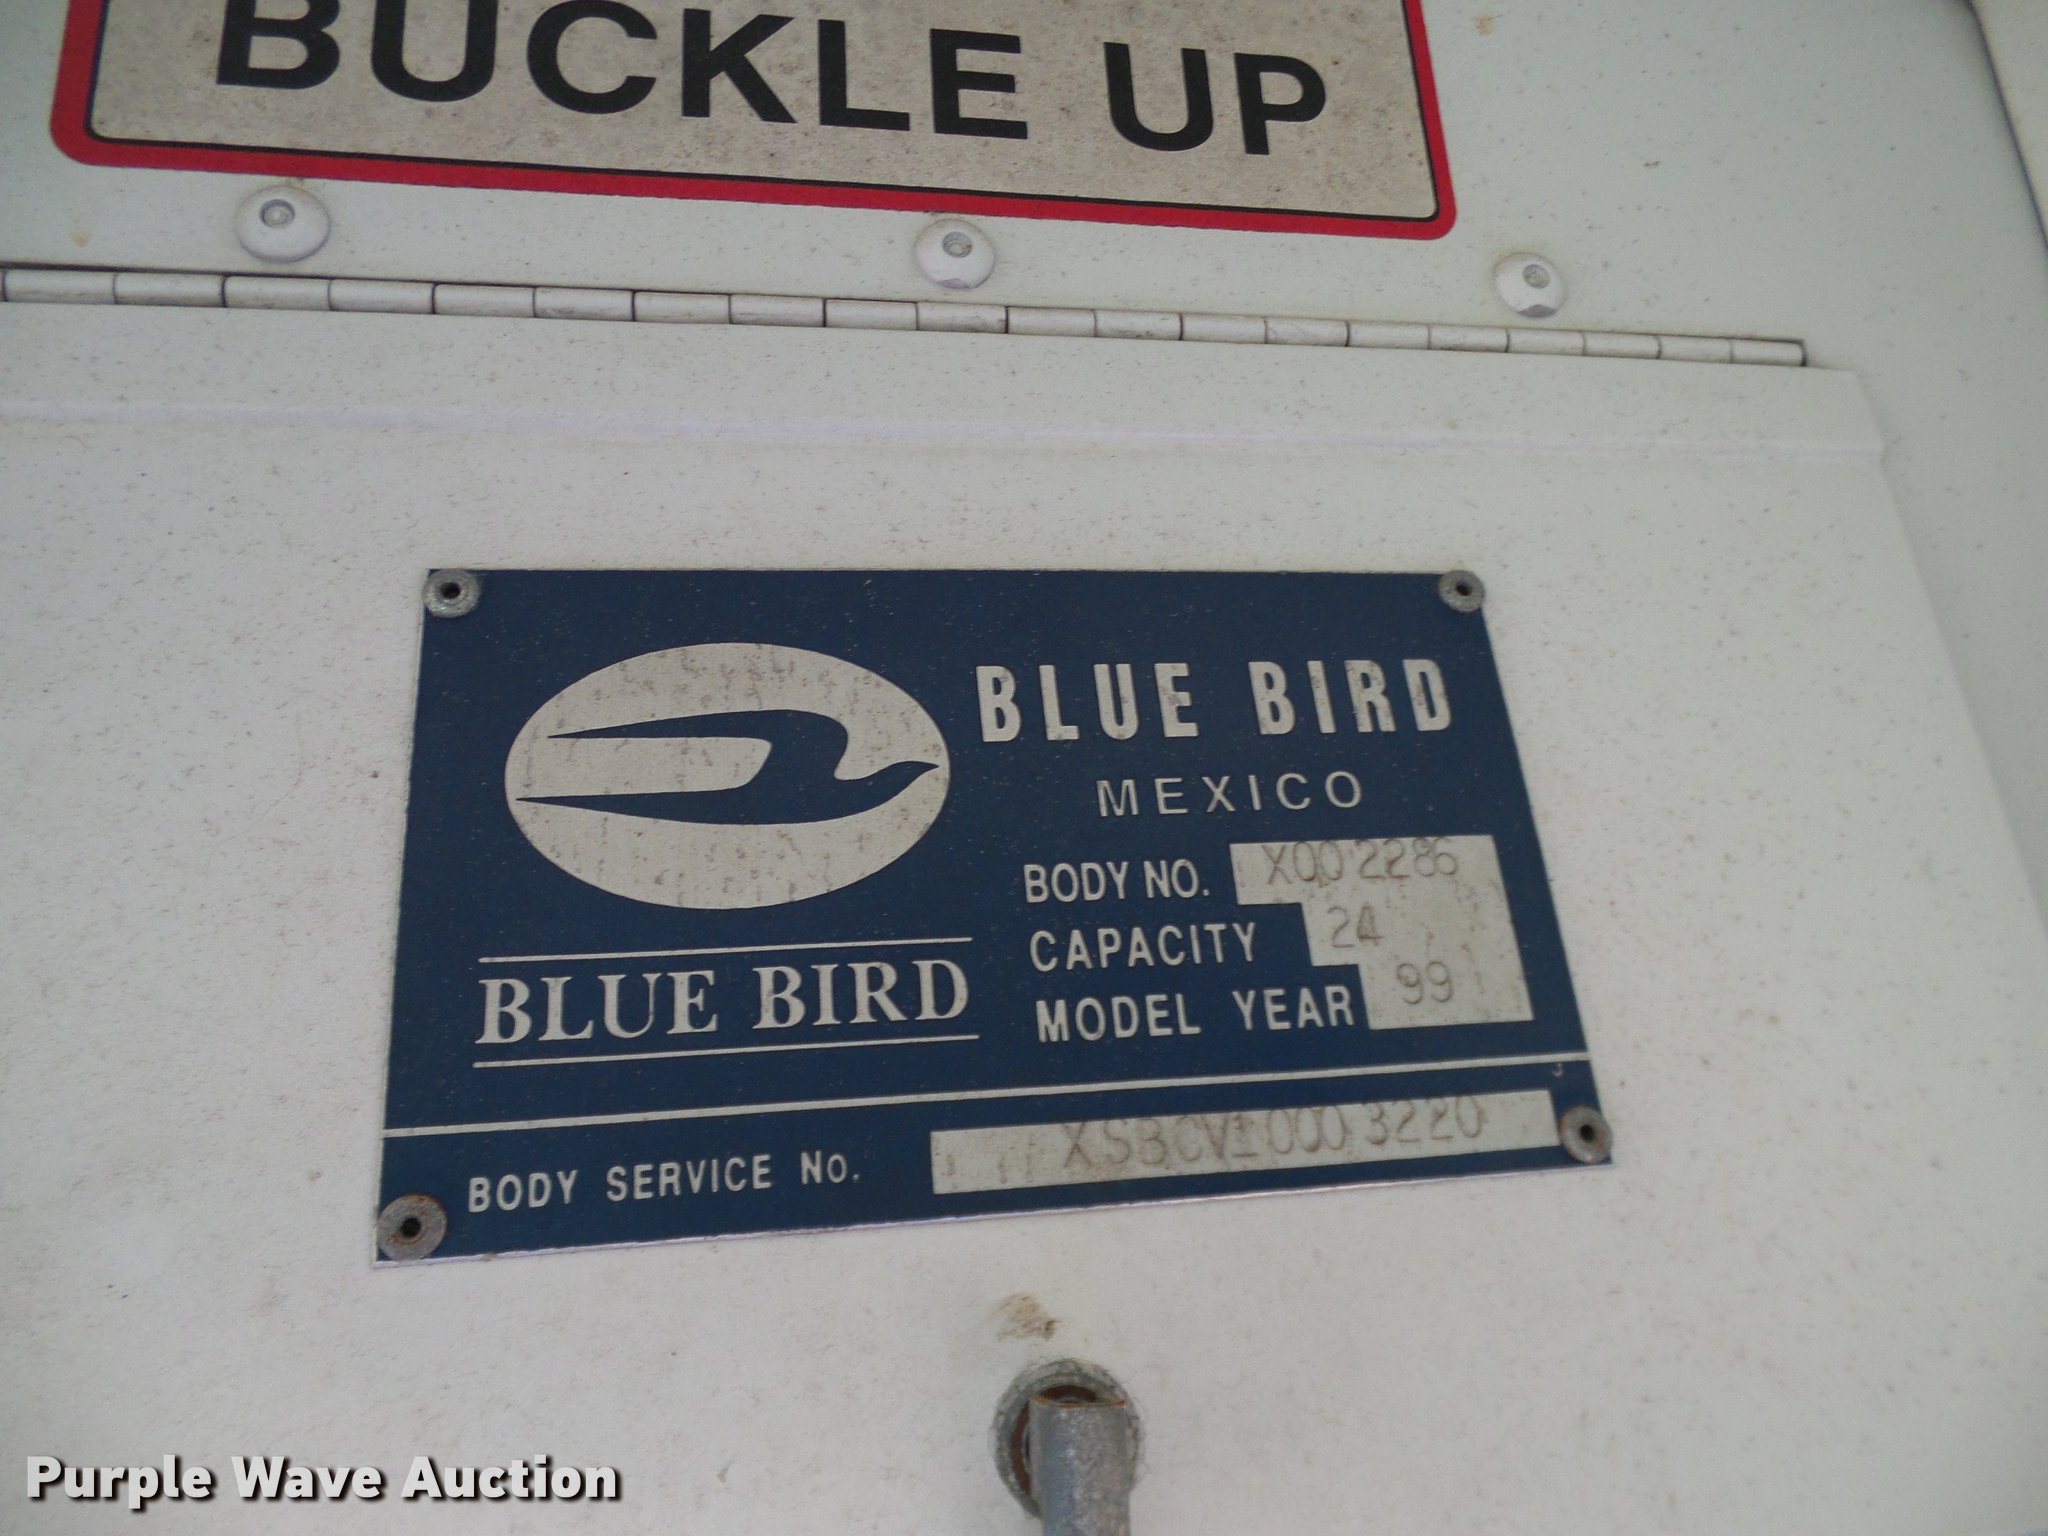 BUCKLE UP
BLUE BIRD
MEXICO
BODY NO. X002286
CAPACITY 24
MODEL YEAR 99
BLUE BIRD
BODY SERVICE No. XSBCV10003220
Purple Wave Auction